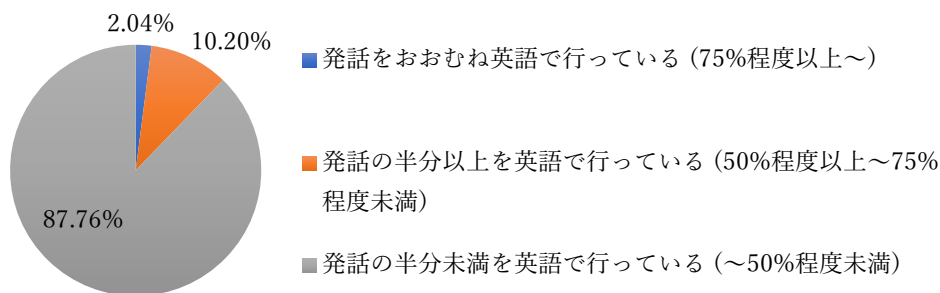 2.04%
10.20%
87.76%
発話をおおむね英語で行っている (75%程度以上～)
発話の半分以上を英語で行っている (50%程度以上～75%
程度未満)
発話の半分未満を英語で行っている (～50%程度未満)